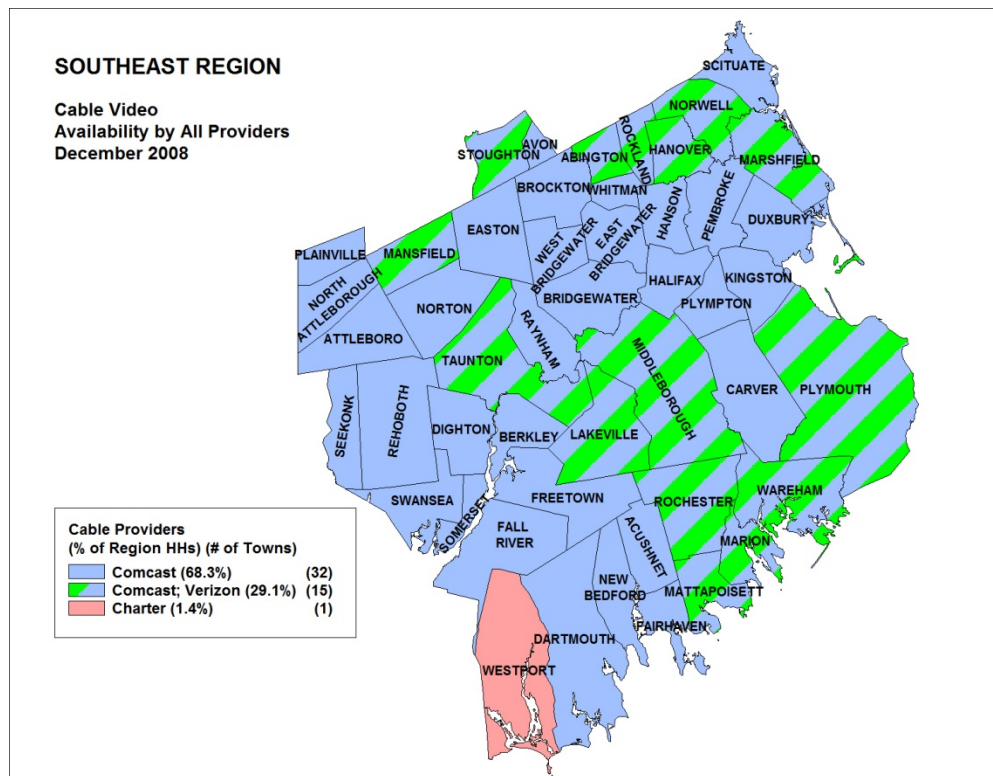 SOUTHEAST REGION
Cable Video
Availability by All Providers
December 2008
SCITUATE
NORWELL
ROCKLAND
HANOVER
AVON
STOUGHTON
ABINGTON
MARSHFIELD
BROCKTON
WHITMAN
HANSON
PEMBROKE
DUXBURY
EASTON
WEST
BRIDGEWATER
EAST
BRIDGEWATER
PLAINVILLE
MANSFIELD
NORTH
ATTLEBOROUGH
HALIFAX
KINGSTON
BRIDGEWATER
PLYMPTON
NORTON
ATTLEBORO
RAYNHAM
TAUNTON
MIDDLEBOROUGH
CARVER
PLYMOUTH
SEEKONK
REHOBOTH
DIGHTON
BERKLEY
LAKEVILLE
SWANSEA
SOMERSET
FREETOWN
ROCHESTER
WAREHAM
FALL
RIVER
ACUSHNET
MARION
NEW
BEDFORD
MATTAPOISETT
FAIRHAVEN
DARTMOUTH
WESTPORT
Cable Providers
(% of Region HHs) (# of Towns)
Comcast (68.3%) (32)
Comcast; Verizon (29.1%) (15)
Charter (1.4%) (1)